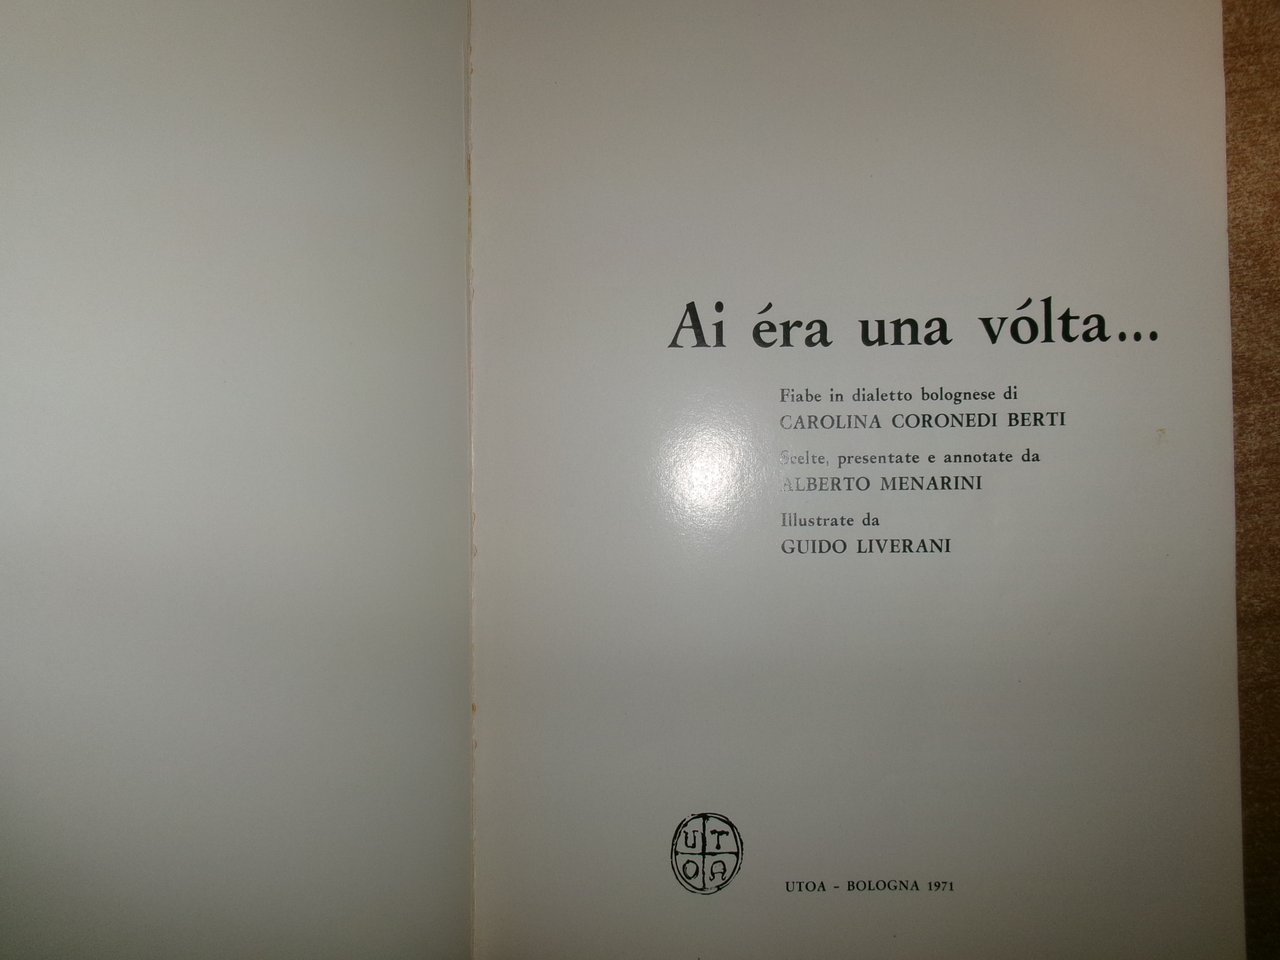 Ai éra una vólta...
Fiabe in dialetto bolognese di
CAROLINA CORONEDI BERTI
Scelte, presentate e annotate da
ALBERTO MENARINI
Illustrate da
GUIDO LIVERANI
U T
O A
UTOA - BOLOGNA 1971